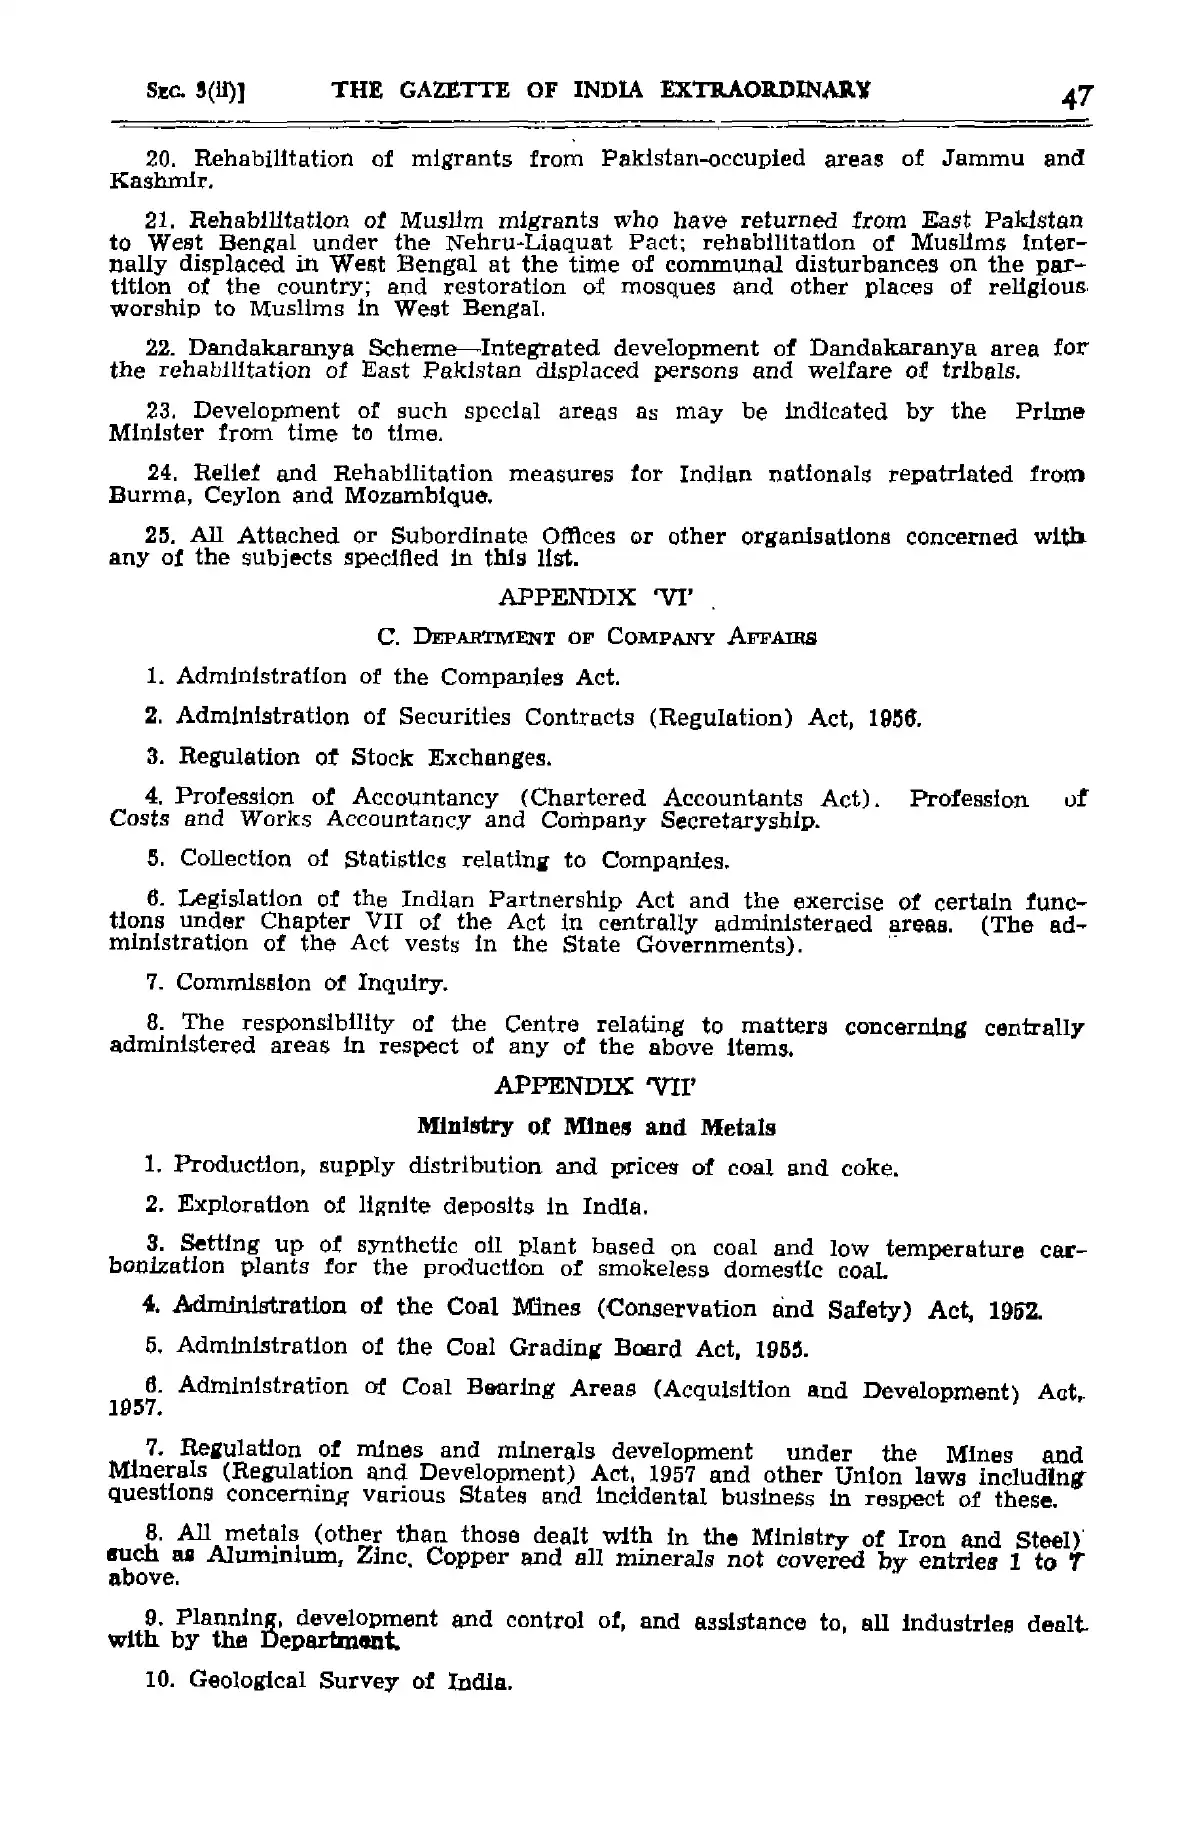 SEC. 3(ii)] THE GAZETTE OF INDIA EXTRAORDINARY 47
20. Rehabilitation of migrants from Pakistan-occupied areas of Jammu and
Kashmir.
21. Rehabilitation of Muslim migrants who have returned from East Pakistan
to West Bengal under the Nehru-Liaquat Pact; rehabilitation of Muslims inter-
nally displaced in West Bengal at the time of communal disturbances on the par-
tition of the country; and restoration of mosques and other places of religious
worship to Muslims in West Bengal.
22. Dandakaranya Scheme—Integrated development of Dandakaranya area for
the rehabilitation of East Pakistan displaced persons and welfare of tribals.
23. Development of such special areas as may be indicated by the Prime
Minister from time to time.
24. Relief and Rehabilitation measures for Indian nationals repatriated from
Burma, Ceylon and Mozambique.
25. All Attached or Subordinate Offices or other organisations concerned with
any of the subjects specified in this list.
APPENDIX 'VI'
C. DEPARTMENT OF COMPANY AFFAIRS
1. Administration of the Companies Act.
2. Administration of Securities Contracts (Regulation) Act, 1956.
3. Regulation of Stock Exchanges.
4. Profession of Accountancy (Chartered Accountants Act). Profession of
Costs and Works Accountancy and Company Secretaryship.
5. Collection of Statistics relating to Companies.
6. Legislation of the Indian Partnership Act and the exercise of certain func-
tions under Chapter VII of the Act in centrally administeraed areas. (The ad-
ministration of the Act vests in the State Governments).
7. Commission of Inquiry.
8. The responsibility of the Centre relating to matters concerning centrally
administered areas in respect of any of the above items.
APPENDIX 'VII'
Ministry of Mines and Metals
1. Production, supply distribution and prices of coal and coke.
2. Exploration of lignite deposits in India.
3. Setting up of synthetic oil plant based on coal and low temperature car-
bonization plants for the production of smokeless domestic coal.
4. Administration of the Coal Mines (Conservation and Safety) Act, 1952.
5. Administration of the Coal Grading Board Act, 1955.
6. Administration of Coal Bearing Areas (Acquisition and Development) Act,
1957.
7. Regulation of mines and minerals development under the Mines and
Minerals (Regulation and Development) Act, 1957 and other Union laws including
questions concerning various States and incidental business in respect of these.
8. All metals (other than those dealt with in the Ministry of Iron and Steel)
such as Aluminium, Zinc, Copper and all minerals not covered by entries 1 to 7
above.
9. Planning, development and control of, and assistance to, all industries dealt
with by the Department.
10. Geological Survey of India.